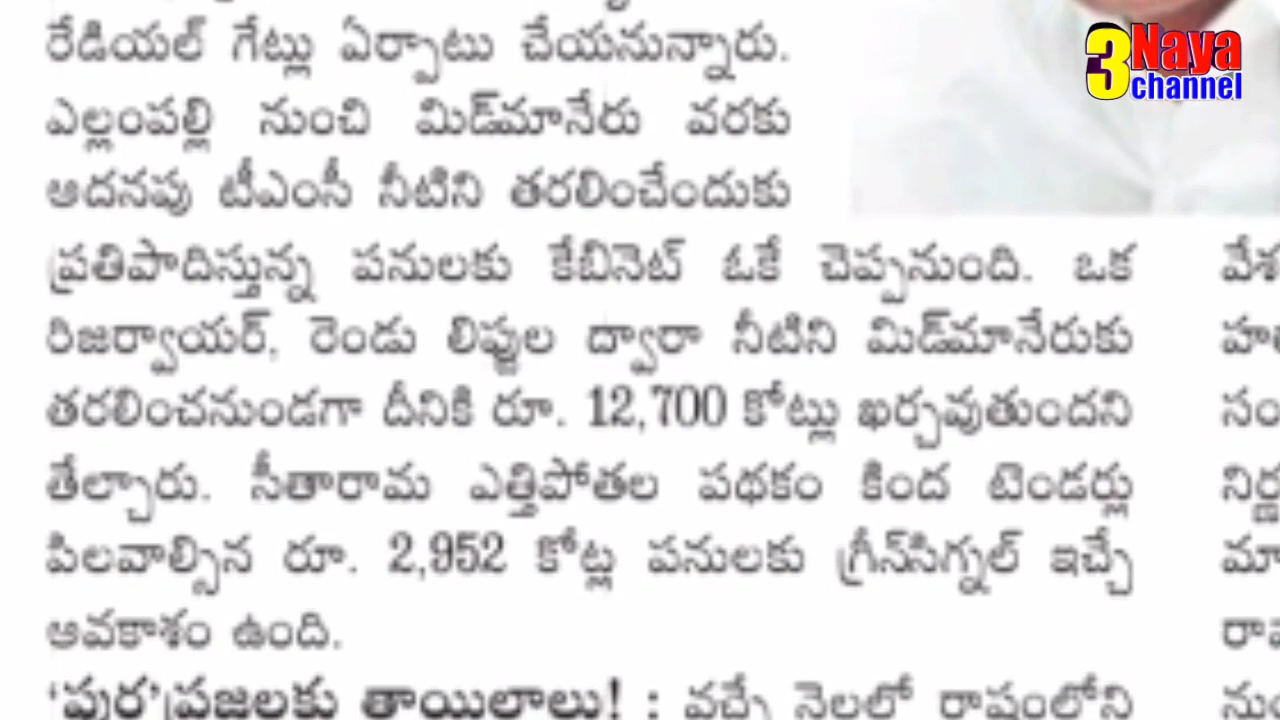 3 Naya
channel
రేడియల్ గేట్లు ఏర్పాటు చేయనున్నారు.
ఎల్లంపల్లి నుంచి మిడ్‌మానేరు వరకు
అదనపు టీఎంసీ నీటిని తరలించేందుకు
ప్రతిపాదిస్తున్న పనులకు కేబినెట్ ఓకే చెప్పనుంది. ఒక
రిజర్వాయర్, రెండు లిఫ్టుల ద్వారా నీటిని మిడ్‌మానేరుకు
తరలించనుండగా దీనికి రూ. 12,700 కోట్లు ఖర్చవుతుందని
తేల్చారు. సీతారామ ఎత్తిపోతల పథకం కింద టెండర్లు
పిలవాల్సిన రూ. 2,952 కోట్ల పనులకు గ్రీన్‌సిగ్నల్ ఇచ్చే
అవకాశం ఉంది.
‘పుర’ప్రజలకు తాయిలాలు! : వచ్చే నెలలో రాష్ట్రంలోని